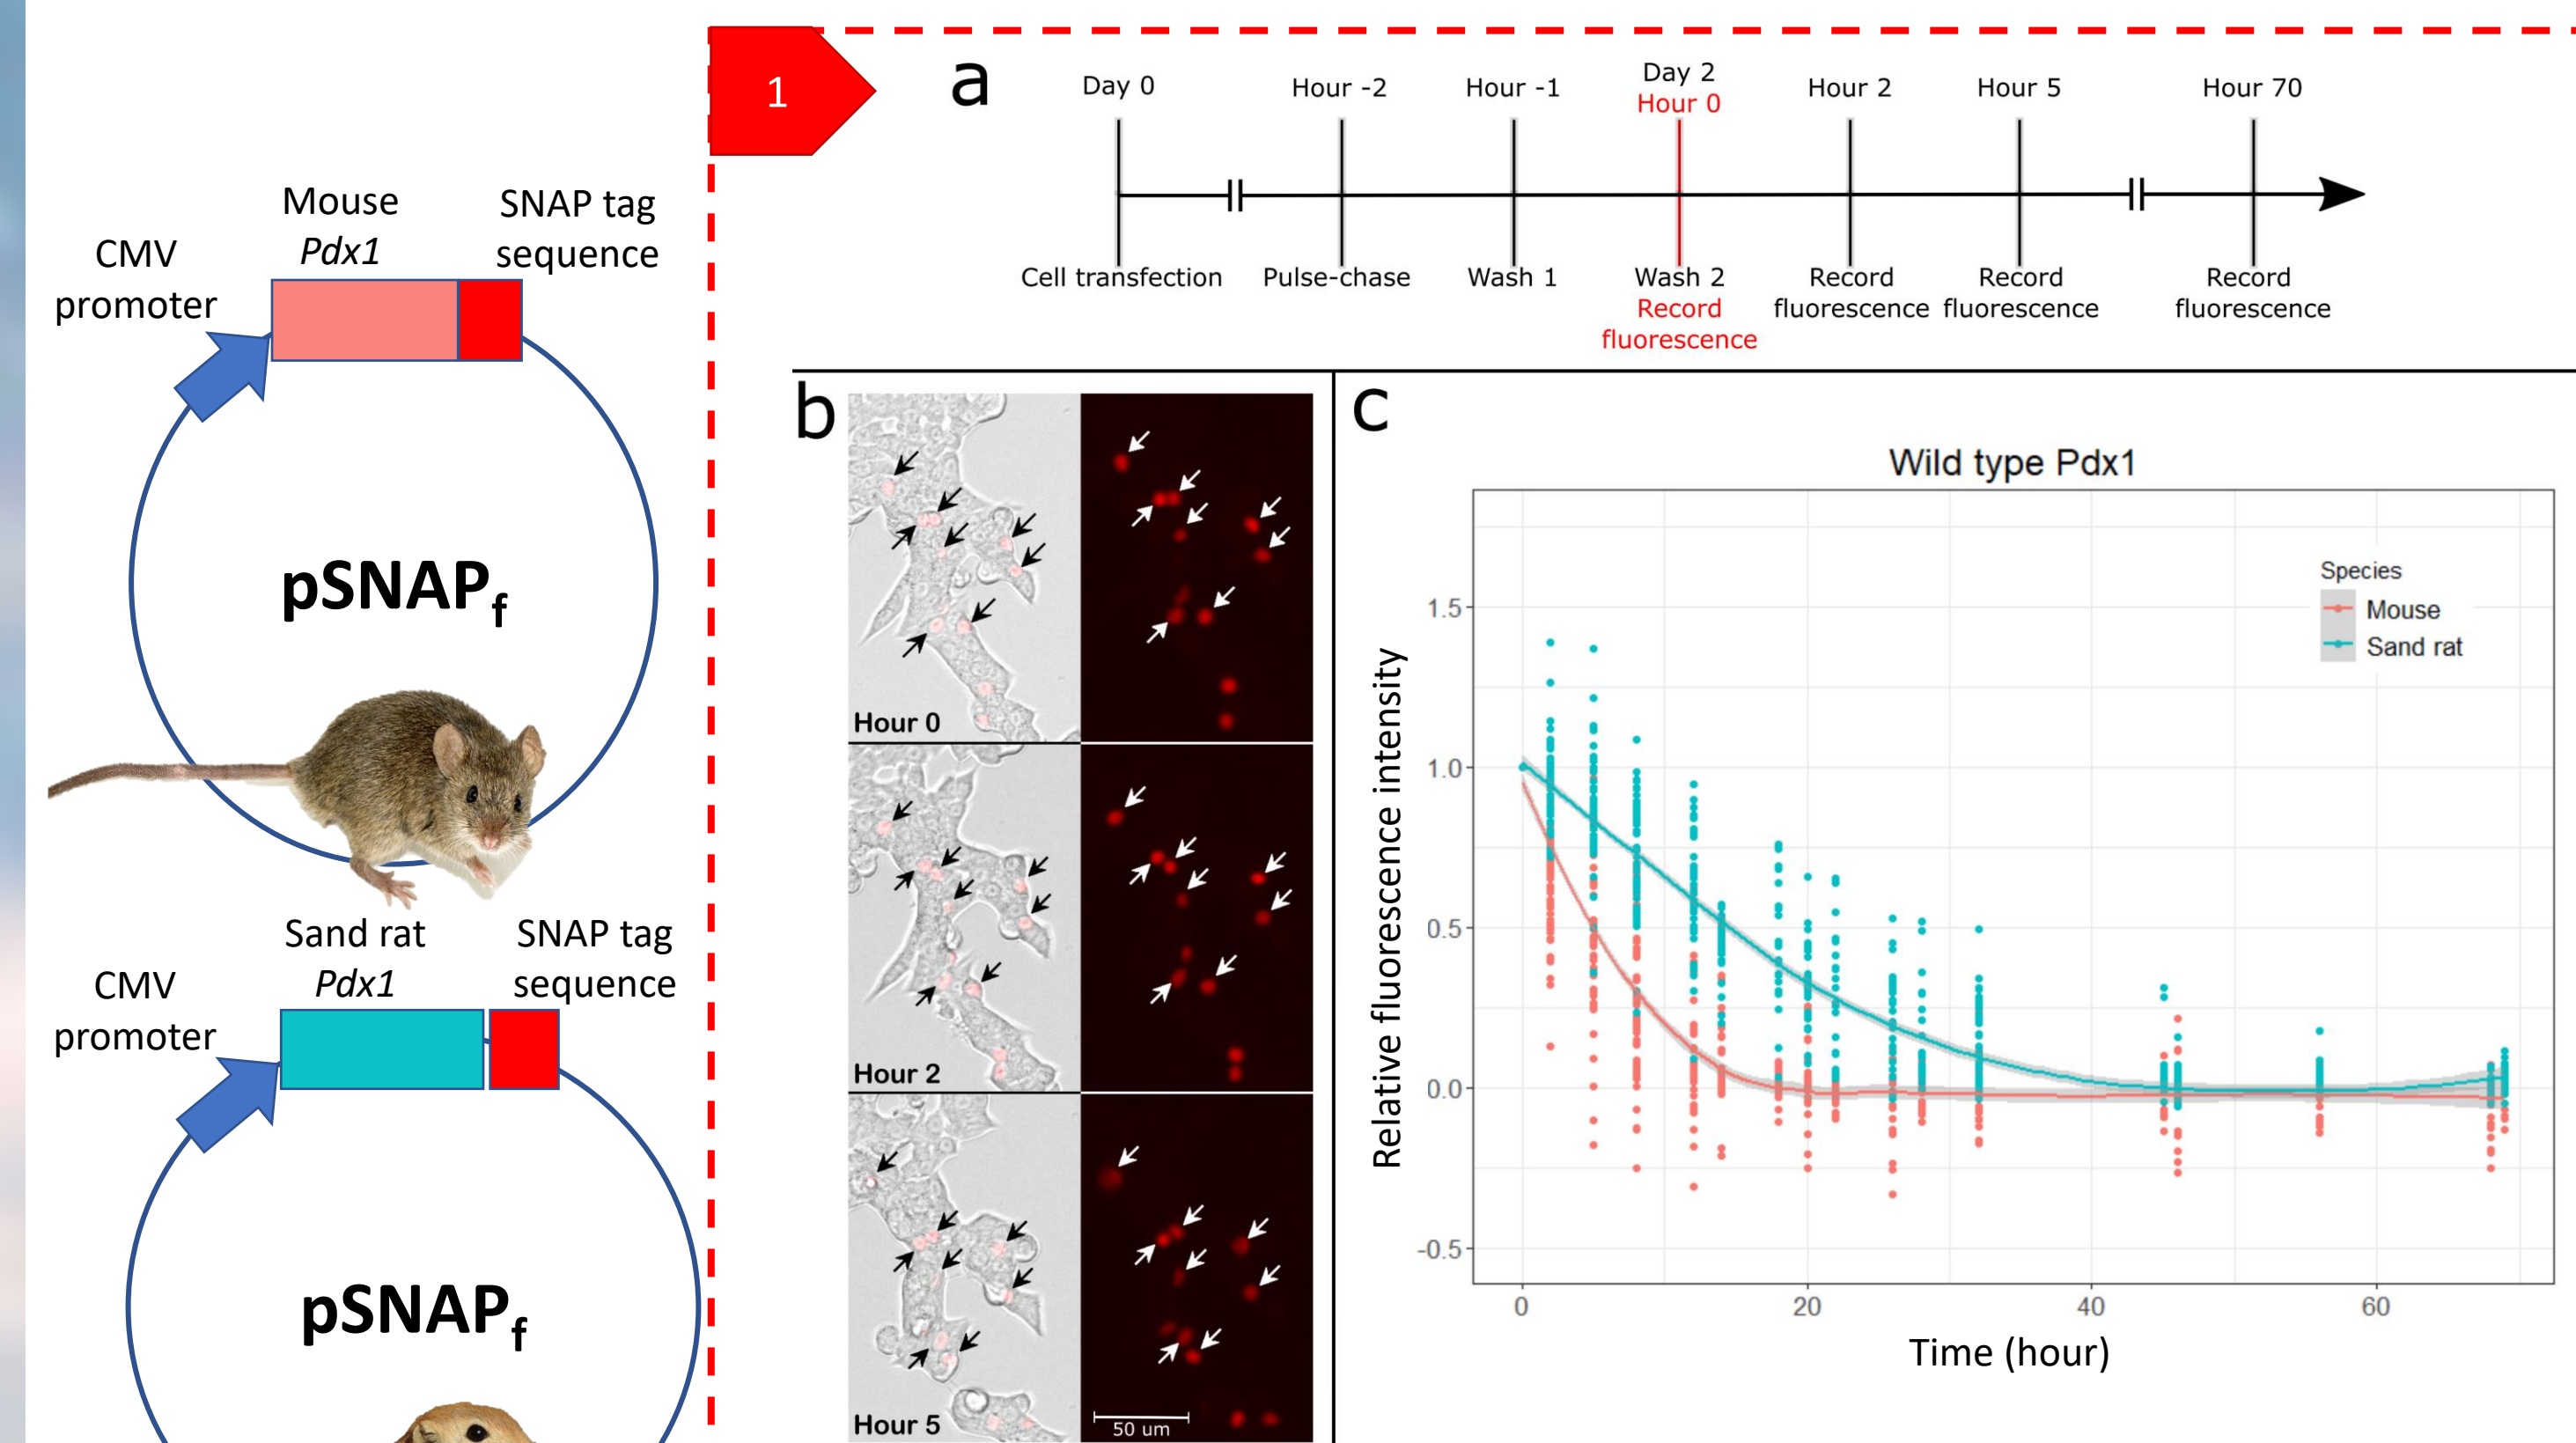 Mouse
Pdx1
SNAP tag
sequence
CMV
promoter
pSNAPf
Sand rat
Pdx1
SNAP tag
sequence
CMV
promoter
pSNAPf
1
a
Day 0
Hour -2
Hour -1
Day 2
Hour 0
Hour 2
Hour 5
Hour 70
Cell transfection
Pulse-chase
Wash 1
Wash 2
Record
fluorescence
Record
fluorescence
Record
fluorescence
Record
fluorescence
b
Hour 0
Hour 2
Hour 5
50 um
c
Wild type Pdx1
Species
Mouse
Sand rat
Relative fluorescence intensity
1.5
1.0
0.5
0.0
-0.5
0
20
40
60
Time (hour)